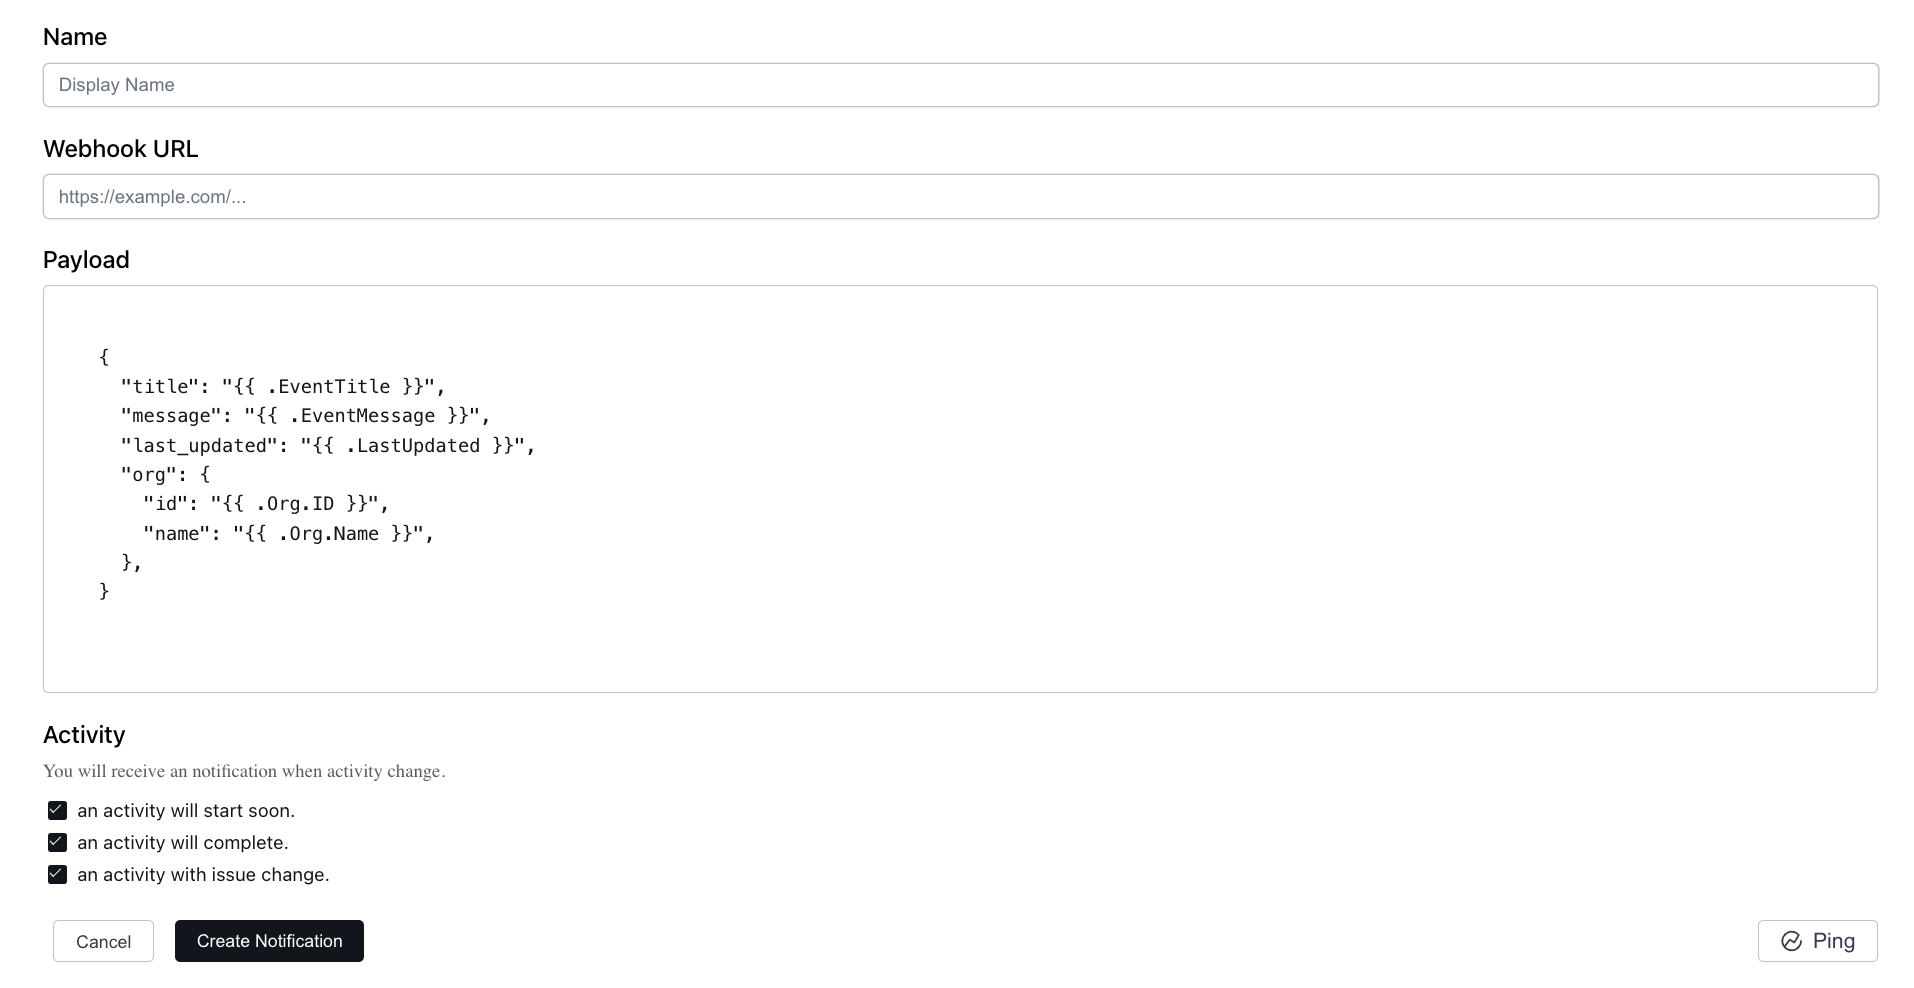 Name
Display Name
Webhook URL
https://example.com/...
Payload
{
  "title": "{{ .EventTitle }}",
  "message": "{{ .EventMessage }}",
  "last_updated": "{{ .LastUpdated }}",
  "org": {
    "id": "{{ .Org.ID }}",
    "name": "{{ .Org.Name }}",
  },
}
Activity
You will receive an notification when activity change.
an activity will start soon.
an activity will complete.
an activity with issue change.
Cancel
Create Notification
Ping